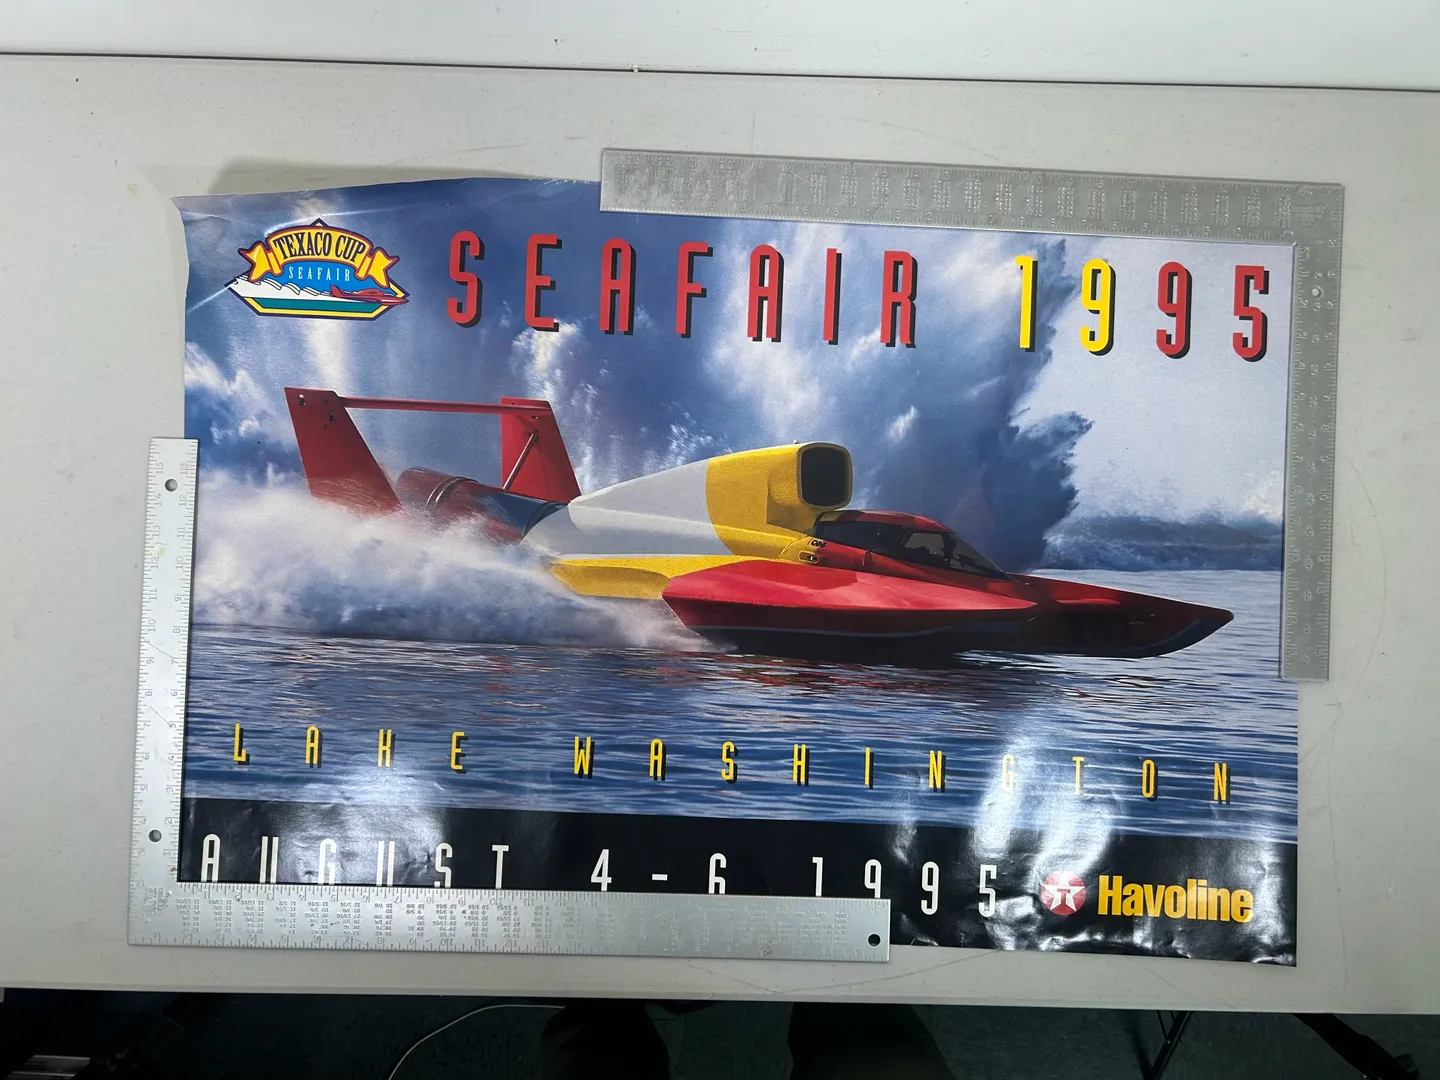 TEXACO CUP
SEAFAIR
SEAFAIR 1995
LAKE WASHINGTON
AUGUST 4-6 1995
T
Havoline